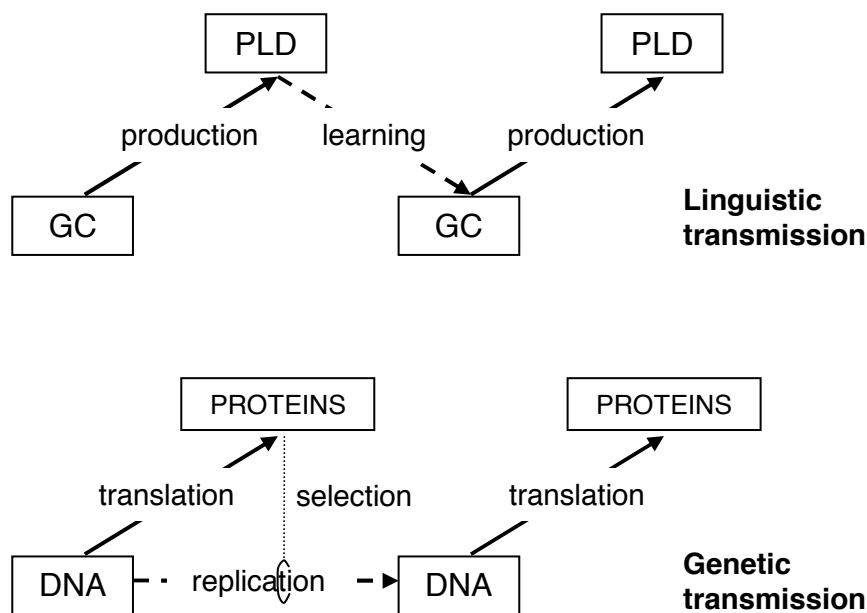 PLD PLD
production learning production
GC GC
Linguistic
transmission
PROTEINS PROTEINS
translation selection translation
DNA replication DNA
Genetic
transmission